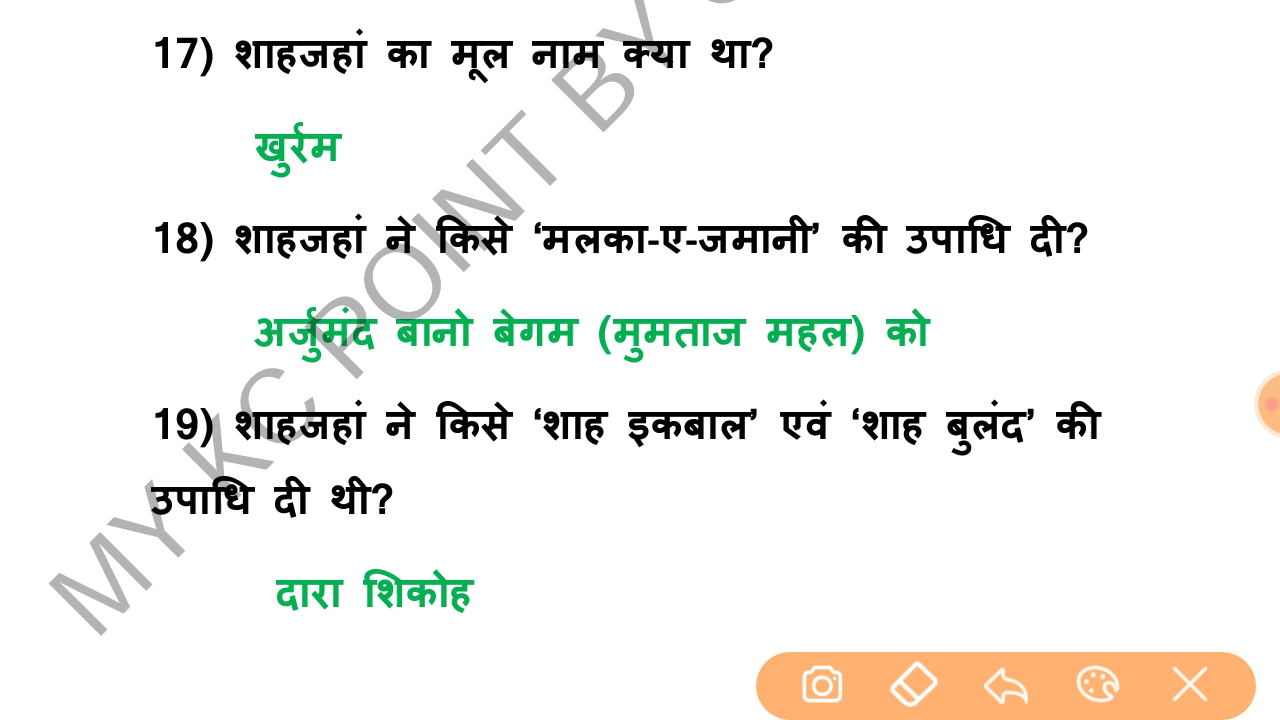 17) शाहजहां का मूल नाम क्या था?
खुर्रम
18) शाहजहां ने किसे ‘मलका-ए-जमानी’ की उपाधि दी?
अर्जुमंद बानो बेगम (मुमताज महल) को
19) शाहजहां ने किसे ‘शाह इकबाल’ एवं ‘शाह बुलंद’ की
उपाधि दी थी?
दारा शिकोह
MY KC POINT BY